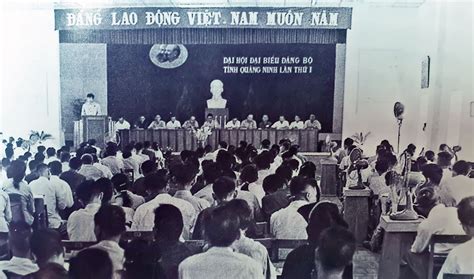 ĐẢNG LAO ĐỘNG VIỆT-NAM MUÔN NĂM
ĐẠI HỘI ĐẠI BIỂU ĐẢNG BỘ
TỈNH QUẢNG NINH LẦN THỨ I